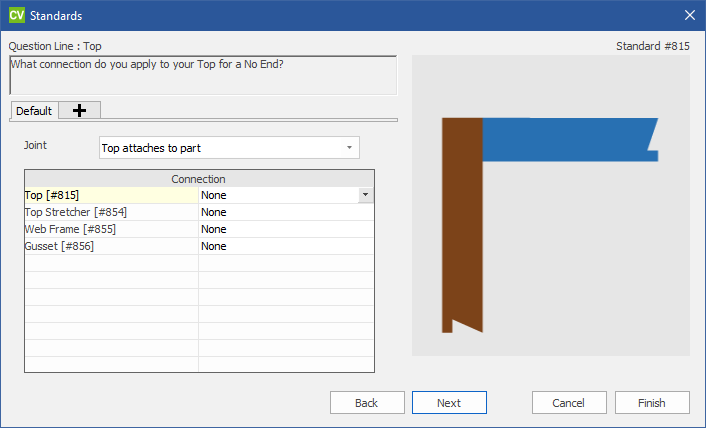 CV Standards
Question Line : Top
Standard #815
What connection do you apply to your Top for a No End?
Default
Joint
Top attaches to part
Connection
Top [#815] None
Top Stretcher [#854] None
Web Frame [#855] None
Gusset [#856] None
Back Next Cancel Finish